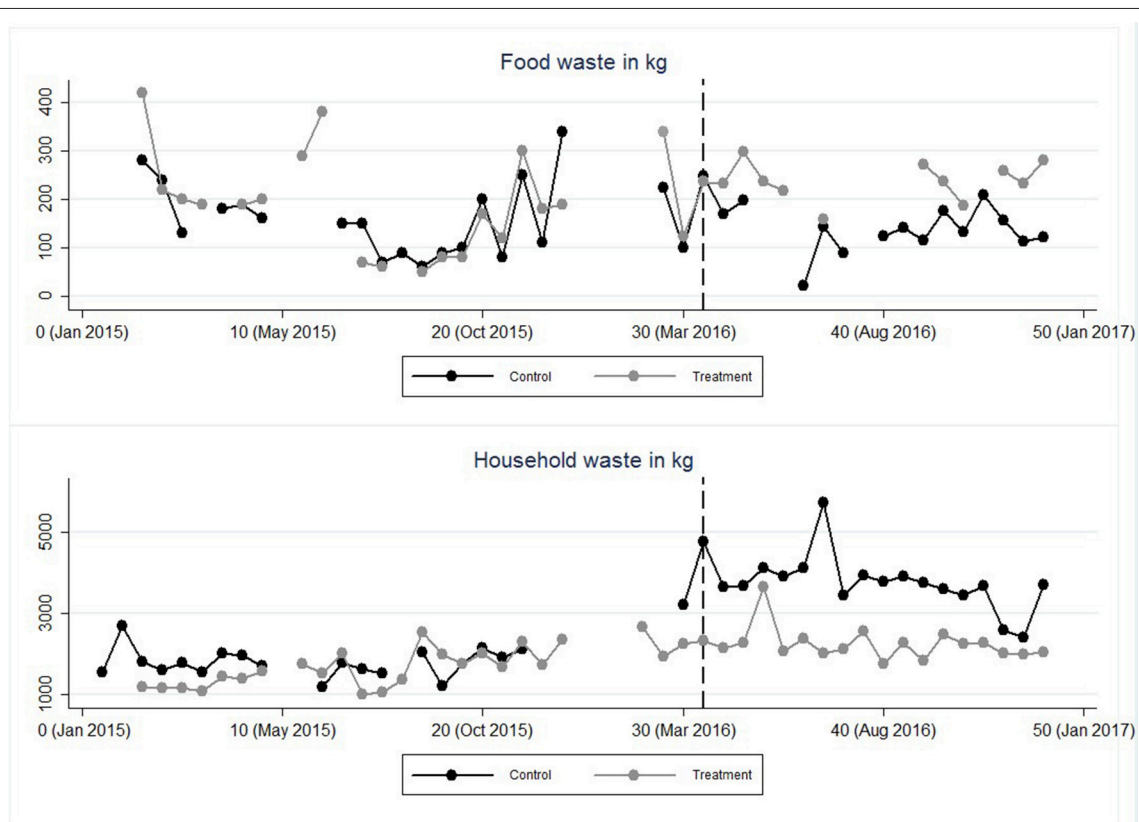 Food waste in kg
400
300
200
100
0
0 (Jan 2015) 10 (May 2015) 20 (Oct 2015) 30 (Mar 2016) 40 (Aug 2016) 50 (Jan 2017)
Control Treatment
Household waste in kg
5000
3000
1000
0 (Jan 2015) 10 (May 2015) 20 (Oct 2015) 30 (Mar 2016) 40 (Aug 2016) 50 (Jan 2017)
Control Treatment